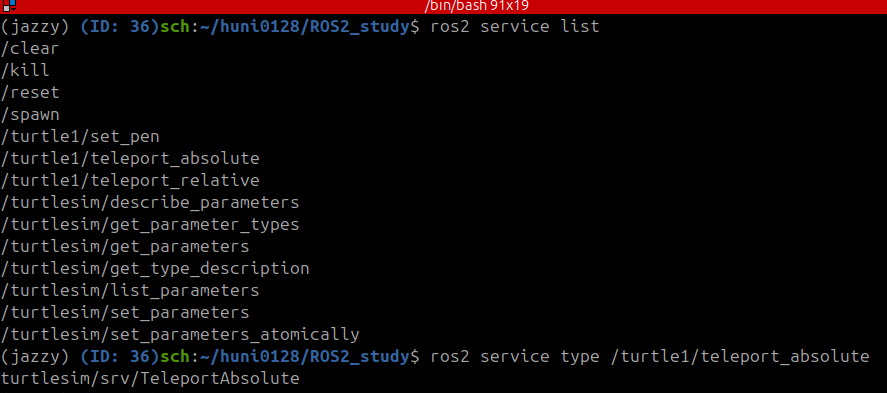 /bin/bash 91x19
(jazzy) (ID: 36)sch:~/huni0128/ROS2_study$ ros2 service list
/clear
/kill
/reset
/spawn
/turtle1/set_pen
/turtle1/teleport_absolute
/turtle1/teleport_relative
/turtlesim/describe_parameters
/turtlesim/get_parameter_types
/turtlesim/get_parameters
/turtlesim/get_type_description
/turtlesim/list_parameters
/turtlesim/set_parameters
/turtlesim/set_parameters_atomically
(jazzy) (ID: 36)sch:~/huni0128/ROS2_study$ ros2 service type /turtle1/teleport_absolute
turtlesim/srv/TeleportAbsolute